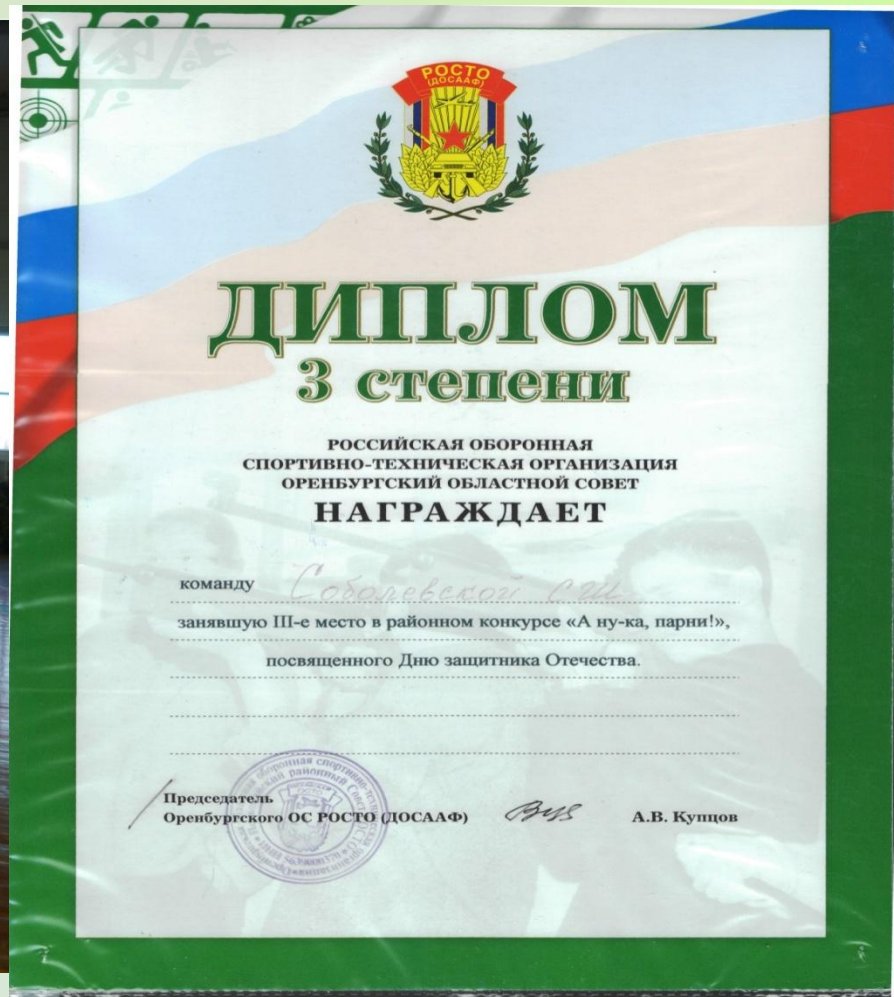 РОСТО
(ДОСААФ)
ДИПЛОМ
3 степени
РОССИЙСКАЯ ОБОРОННАЯ
СПОРТИВНО-ТЕХНИЧЕСКАЯ ОРГАНИЗАЦИЯ
ОРЕНБУРГСКИЙ ОБЛАСТНОЙ СОВЕТ
НАГРАЖДАЕТ
команду Соболевской СШ
занявшую III-е место в районном конкурсе «А ну-ка, парни!»,
посвященного Дню защитника Отечества.
Председатель
Оренбургского ОС РОСТО (ДОСААФ) А.В. Купцов